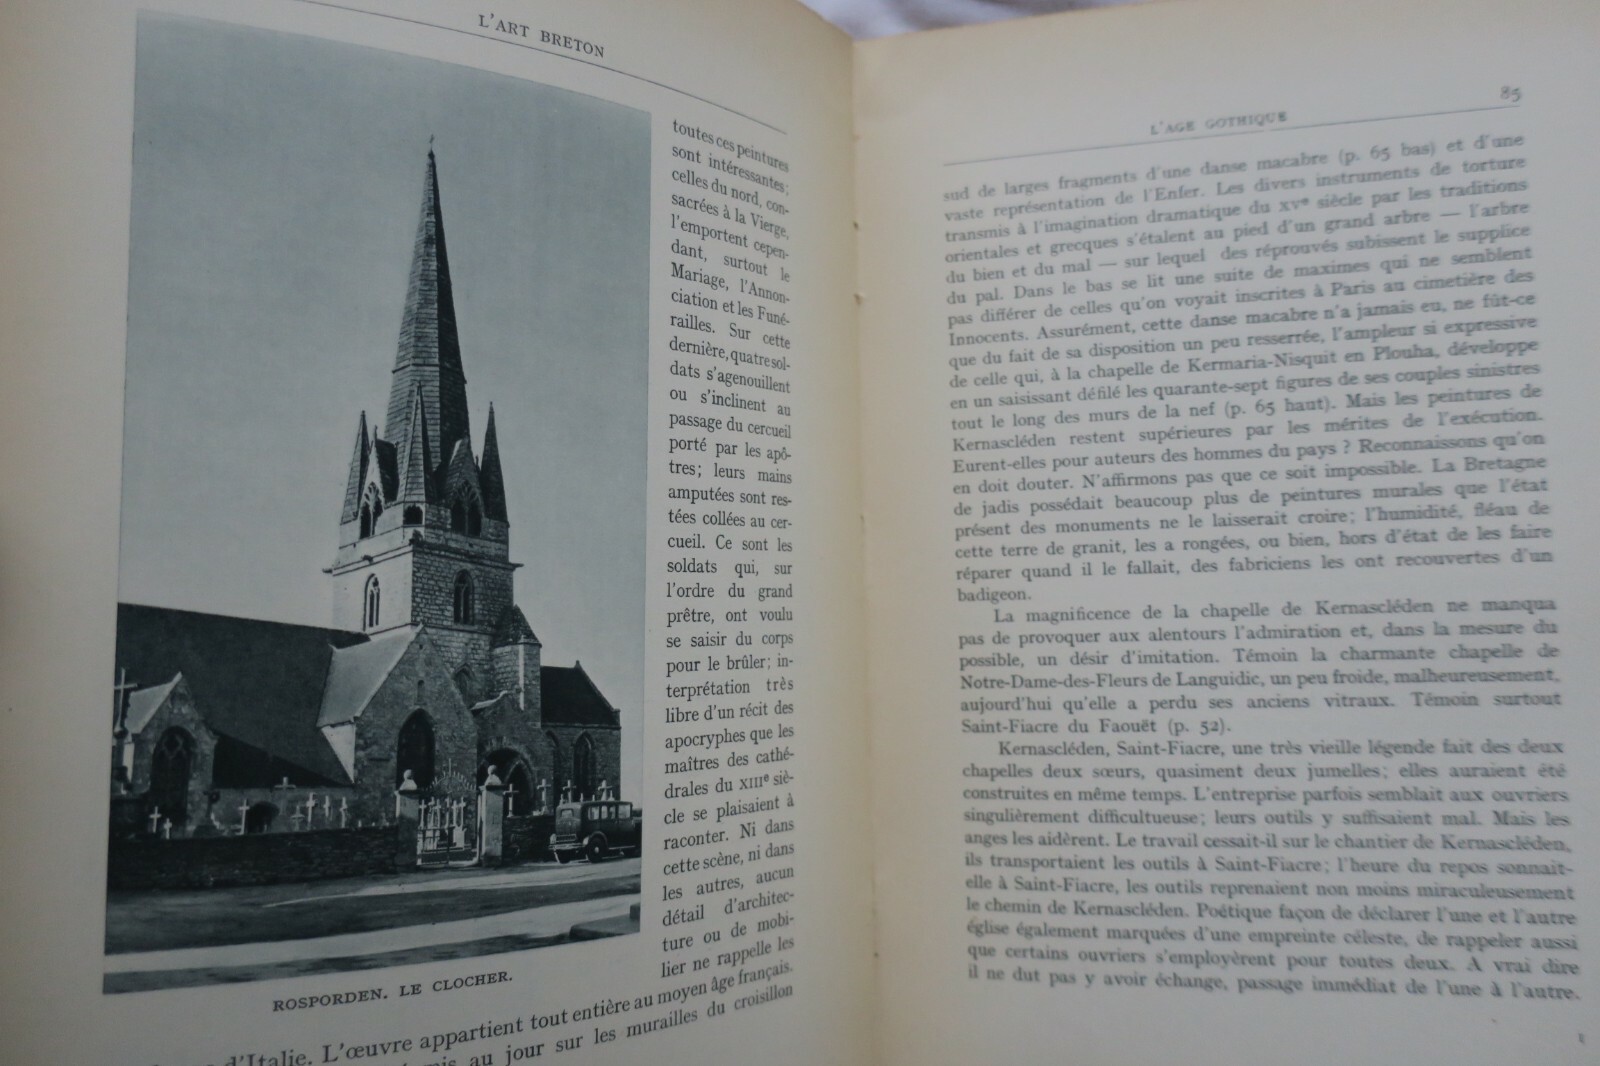 L'ART BRETON
toutes ces peintures
sont intéressantes;
celles du nord, con-
sacrées à la Vierge,
l'emportent cepen-
dant, surtout le
Mariage, l'Annon-
ciation et les Funé-
railles. Sur cette
dernière, quatre sol-
dats s'agenouillent
ou s'inclinent au
passage du cercueil
porté par les apô-
tres; leurs mains
amputées sont res-
tées collées au cer-
cueil. Ce sont les
soldats qui, sur
l'ordre du grand
prêtre, ont voulu
se saisir du corps
pour le brûler; in-
terprétation très
libre d'un récit des
apocryphes que les
maîtres des cathé-
drales du XIIIe siè-
cle se plaisaient à
raconter. Ni dans
cette scène, ni dans
les autres, aucun
détail d'architec-
ture ou de mobi-
lier ne rappelle les
ROSPORDEN. LE CLOCHER.
d'Italie. L'œuvre appartient tout entière au moyen âge français.
au jour sur les murailles du croisillon
L'AGE GOTHIQUE
85
sud de larges fragments d'une danse macabre (p. 65 bas) et d'une
vaste représentation de l'Enfer. Les divers instruments de torture
transmis à l'imagination dramatique du XVe siècle par les traditions
orientales et grecques s'étalent au pied d'un grand arbre — l'arbre
du bien et du mal — sur lequel des réprouvés subissent le supplice
du pal. Dans le bas se lit une suite de maximes qui ne semblent
pas différer de celles qu'on voyait inscrites à Paris au cimetière des
Innocents. Assurément, cette danse macabre n'a jamais eu, ne fût-ce
que du fait de sa disposition un peu resserrée, l'ampleur si expressive
de celle qui, à la chapelle de Kermaria-Nisquit en Plouha, développe
en un saisissant défilé les quarante-sept figures de ses couples sinistres
tout le long des murs de la nef (p. 65 haut). Mais les peintures de
Kernascléden restent supérieures par les mérites de l'exécution.
Eurent-elles pour auteurs des hommes du pays ? Reconnaissons qu'on
en doit douter. N'affirmons pas que ce soit impossible. La Bretagne
de jadis possédait beaucoup plus de peintures murales que l'état
présent des monuments ne le laisserait croire; l'humidité, fléau de
cette terre de granit, les a rongées, ou bien, hors d'état de les faire
réparer quand il le fallait, des fabriciens les ont recouvertes d'un
badigeon.
La magnificence de la chapelle de Kernascléden ne manqua
pas de provoquer aux alentours l'admiration et, dans la mesure du
possible, un désir d'imitation. Témoin la charmante chapelle de
Notre-Dame-des-Fleurs de Languidic, un peu froide, malheureusement,
aujourd'hui qu'elle a perdu ses anciens vitraux. Témoin surtout
Saint-Fiacre du Faouët (p. 52).
Kernascléden, Saint-Fiacre, une très vieille légende fait des deux
chapelles deux sœurs, quasiment deux jumelles; elles auraient été
construites en même temps. L'entreprise parfois semblait aux ouvriers
singulièrement difficultueuse; leurs outils y suffisaient mal. Mais les
anges les aidèrent. Le travail cessait-il sur le chantier de Kernascléden,
ils transportaient les outils à Saint-Fiacre; l'heure du repos sonnait-
elle à Saint-Fiacre, les outils reprenaient non moins miraculeusement
le chemin de Kernascléden. Poétique façon de déclarer l'une et l'autre
église également marquées d'une empreinte céleste, de rappeler aussi
que certains ouvriers s'employèrent pour toutes deux. A vrai dire
il ne dut pas y avoir échange, passage immédiat de l'une à l'autre.